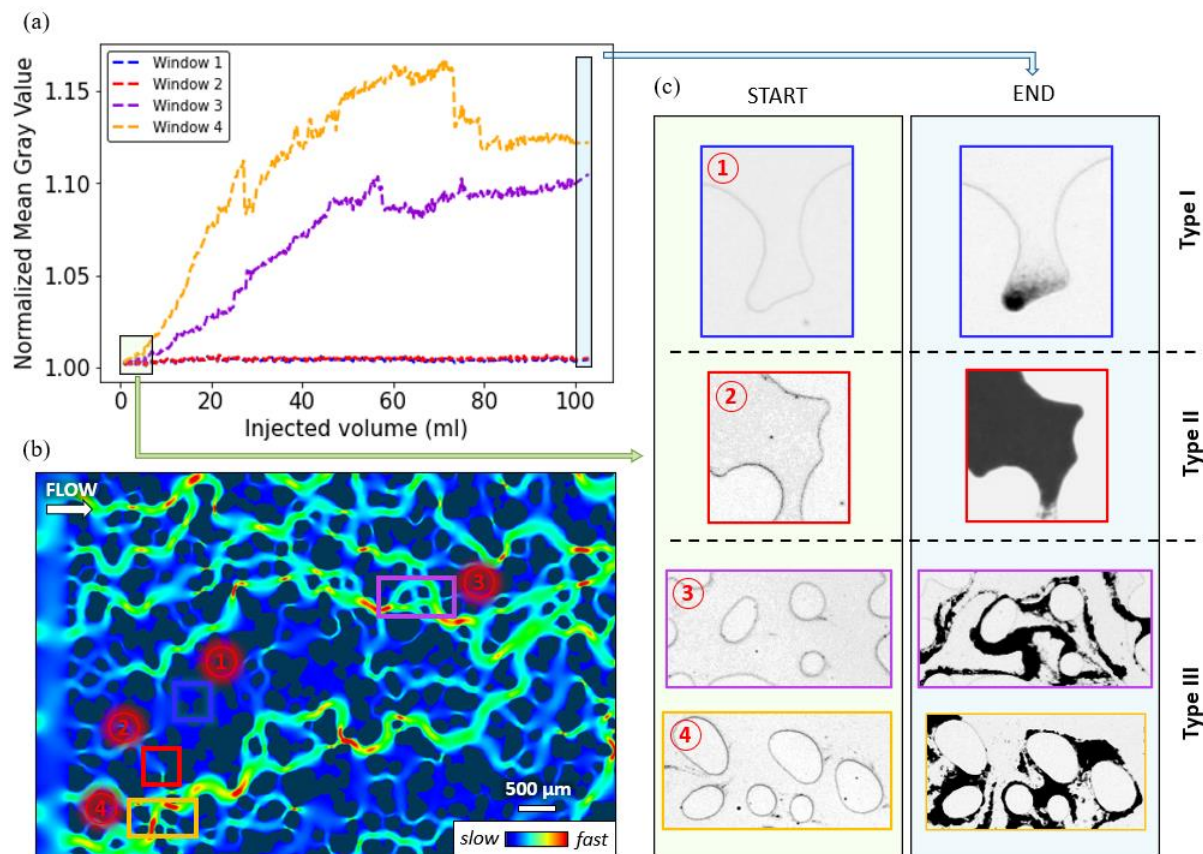 (a)
Normalized Mean Gray Value
1.15
1.10
1.05
1.00
Window 1
Window 2
Window 3
Window 4
0 20 40 60 80 100
Injected volume (ml)
(b)
FLOW
1
2
3
4
500 µm
slow fast
(c)
START END
1
Type I
2
Type II
3
4
Type III